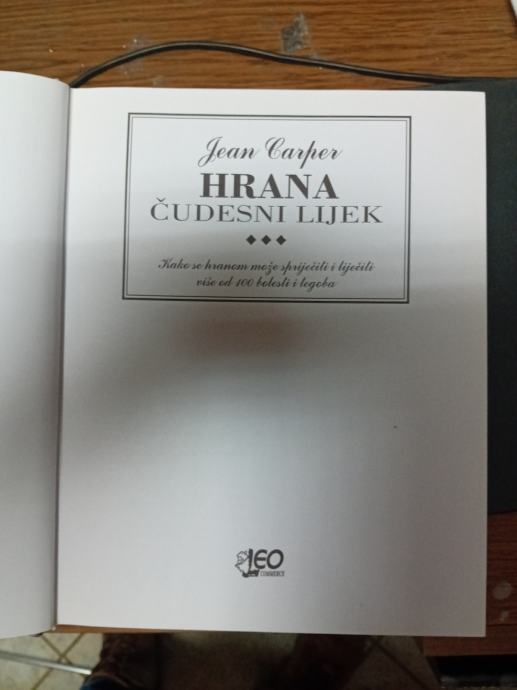 Jean Carper
HRANA
ČUDESNI LIJEK
Kako se hranom može spriječiti i liječiti
više od 100 bolesti i tegoba
LEO
COMMERCE